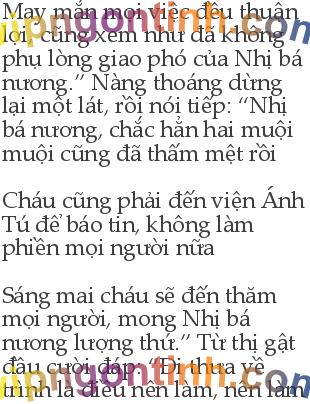 May mắn mọi việc đều thuận
lợi, cũng xem như đã không
phụ lòng giao phó của Nhị bá
nương.” Nàng thoáng dừng
lại một lát, rồi nói tiếp: “Nhị
bá nương, chắc hẳn hai muội
muội cũng đã thấm mệt rồi
Cháu cũng phải đến viện Ánh
Tú để báo tin, không làm
phiền mọi người nữa
Sáng mai cháu sẽ đến thăm
mọi người, mong Nhị bá
nương lượng thứ.” Từ thị gật
đầu cười đáp: “Đi thưa về
trình là điều nên làm, nên làm